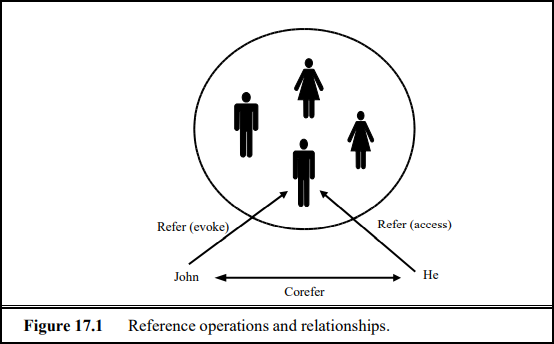 Refer (evoke)
Refer (access)
John
He
Corefer
Figure 17.1 Reference operations and relationships.